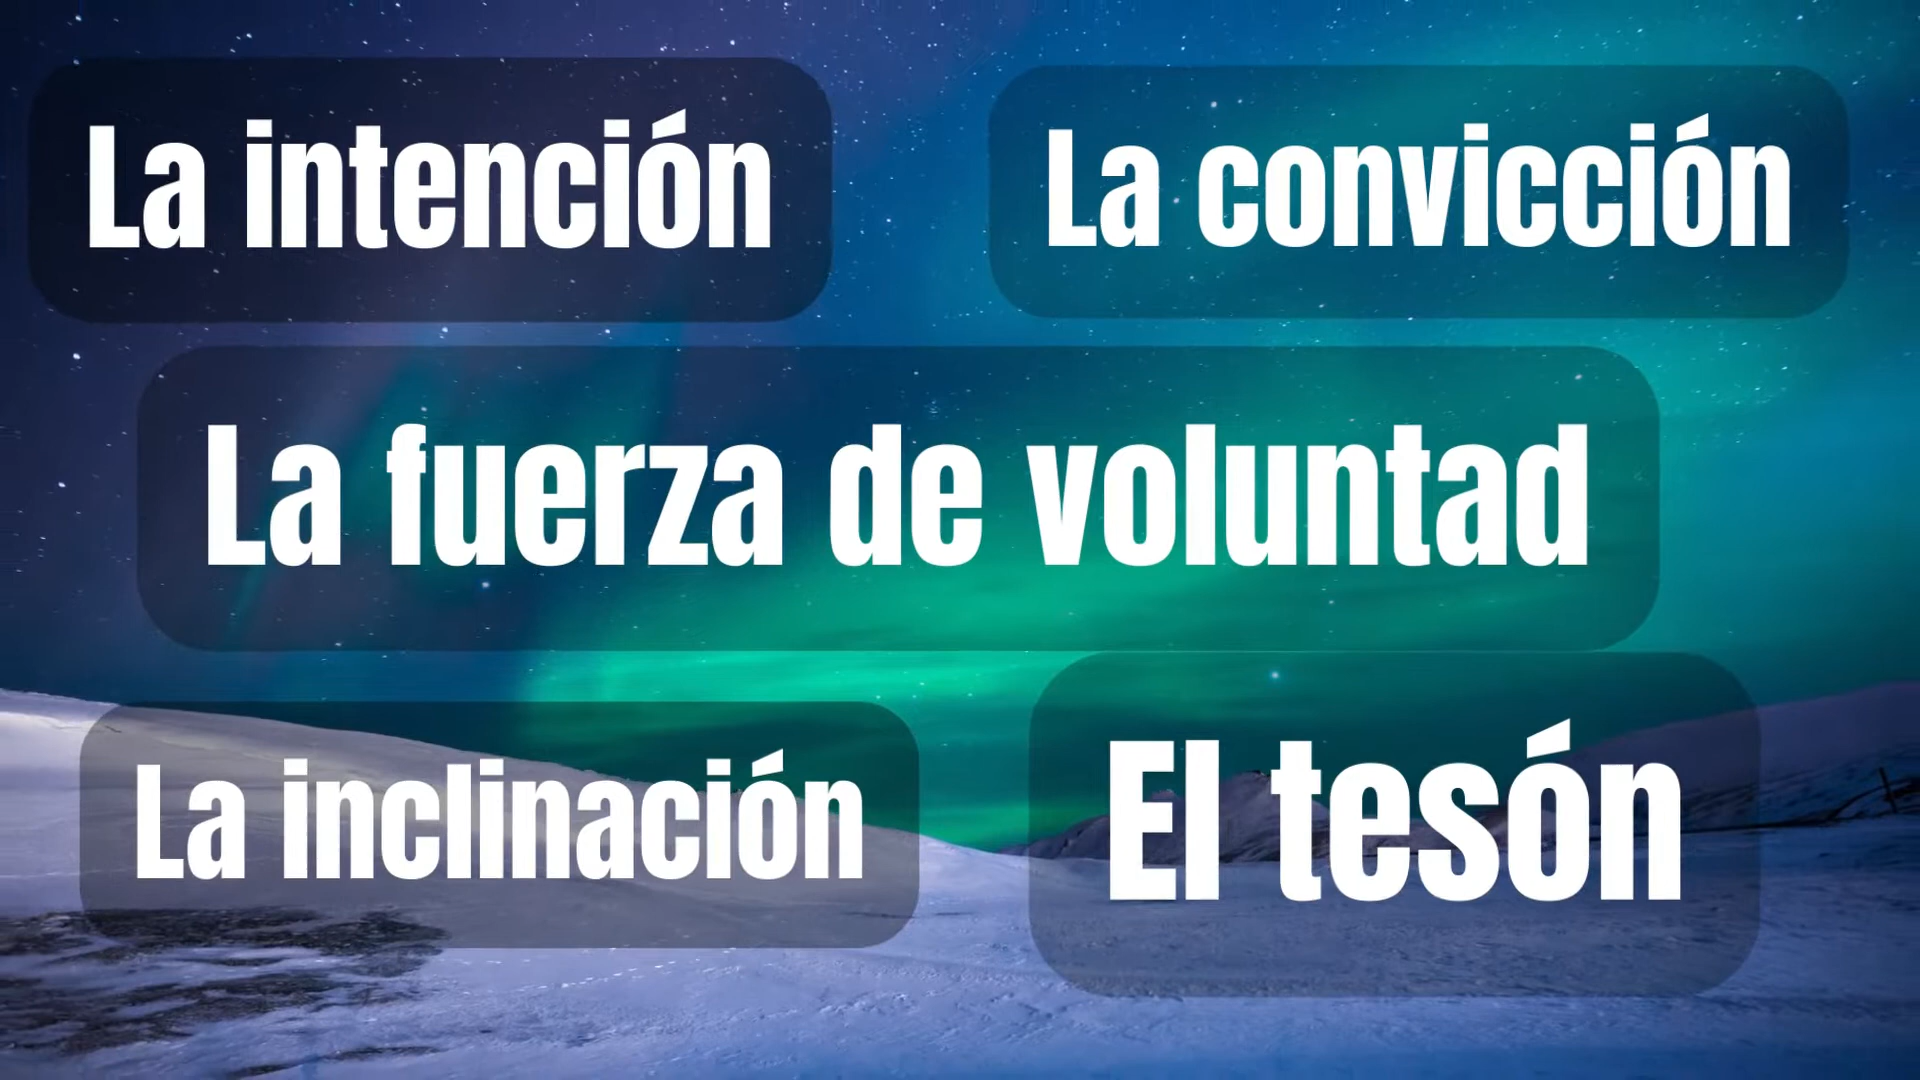 La intención
La convicción
La fuerza de voluntad
La inclinación
El tesón